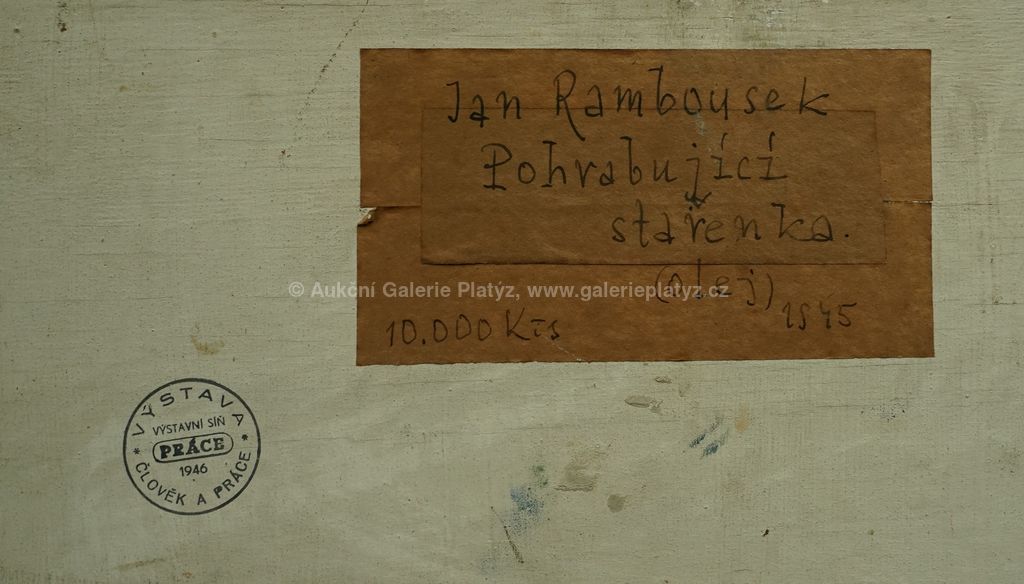 Jan Rambousek
Pohrabující
stařenka.
(olej)
1945
10.000 Kčs
© Aukční Galerie Platýz, www.galerieplatyz.cz
VÝSTAVA
VÝSTAVNÍ SÍŇ
PRÁCE
1946
* ČLOVĚK A PRÁCE *